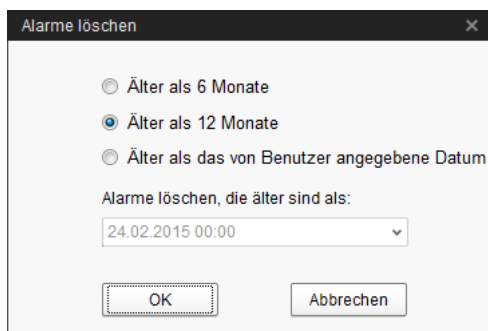 Alarme löschen
Älter als 6 Monate
Älter als 12 Monate
Älter als das von Benutzer angegebene Datum
Alarme löschen, die älter sind als:
24.02.2015 00:00
OK
Abbrechen